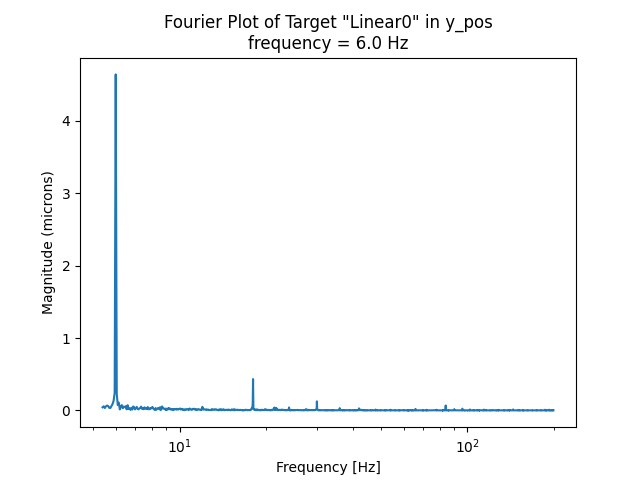 Fourier Plot of Target "Linear0" in y_pos
frequency = 6.0 Hz
Magnitude (microns)
4
3
2
1
0
10¹
10²
Frequency [Hz]